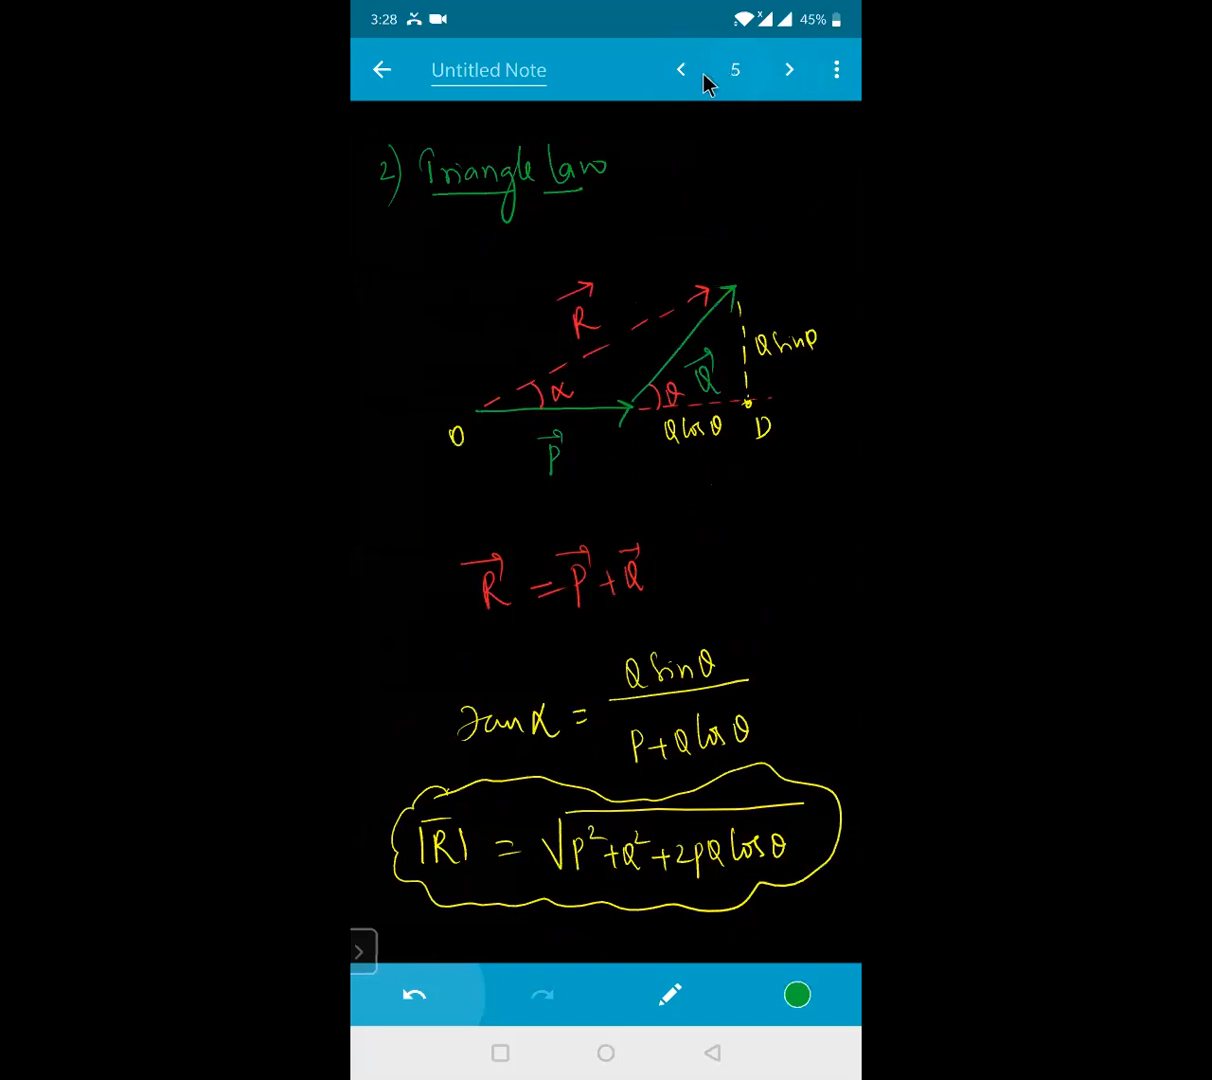 3:28 45%
Untitled Note 5
2) Triangle law
R
Q sinθ
α θ Q
O P Q cosθ D
R = P + Q
Q sinθ
tan α =
P + Q cosθ
|R| = √P² + Q² + 2PQ cosθ